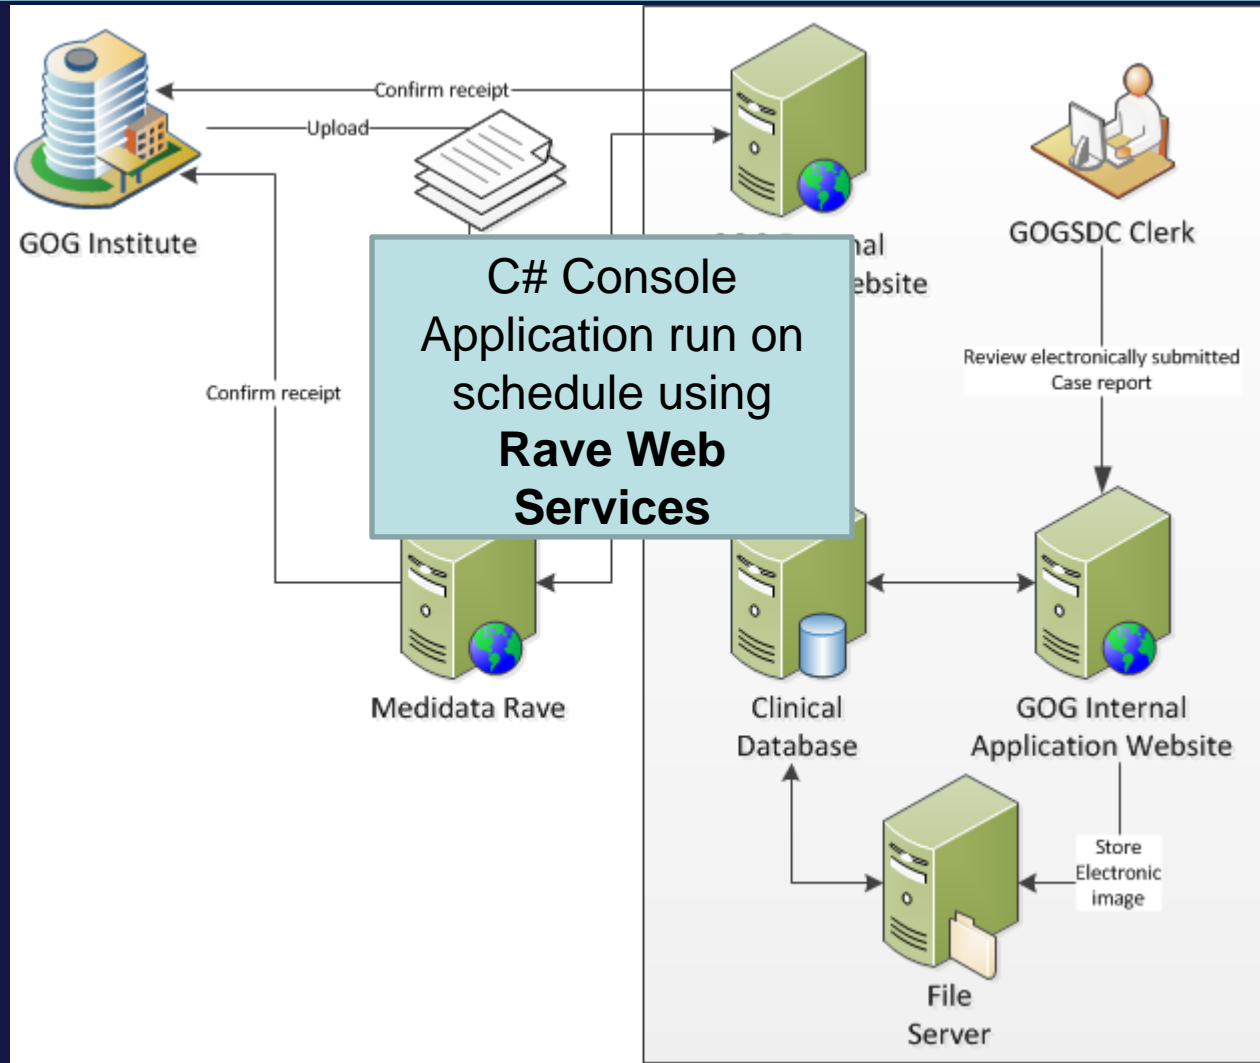 Confirm receipt
Upload
GOG Institute
GOGSDC Clerk
ebsite
C# Console
Application run on
schedule using
Rave Web
Services
Confirm receipt
Review electronically submitted
Case report
Medidata Rave
Clinical
Database
GOG Internal
Application Website
Store
Electronic
image
File
Server